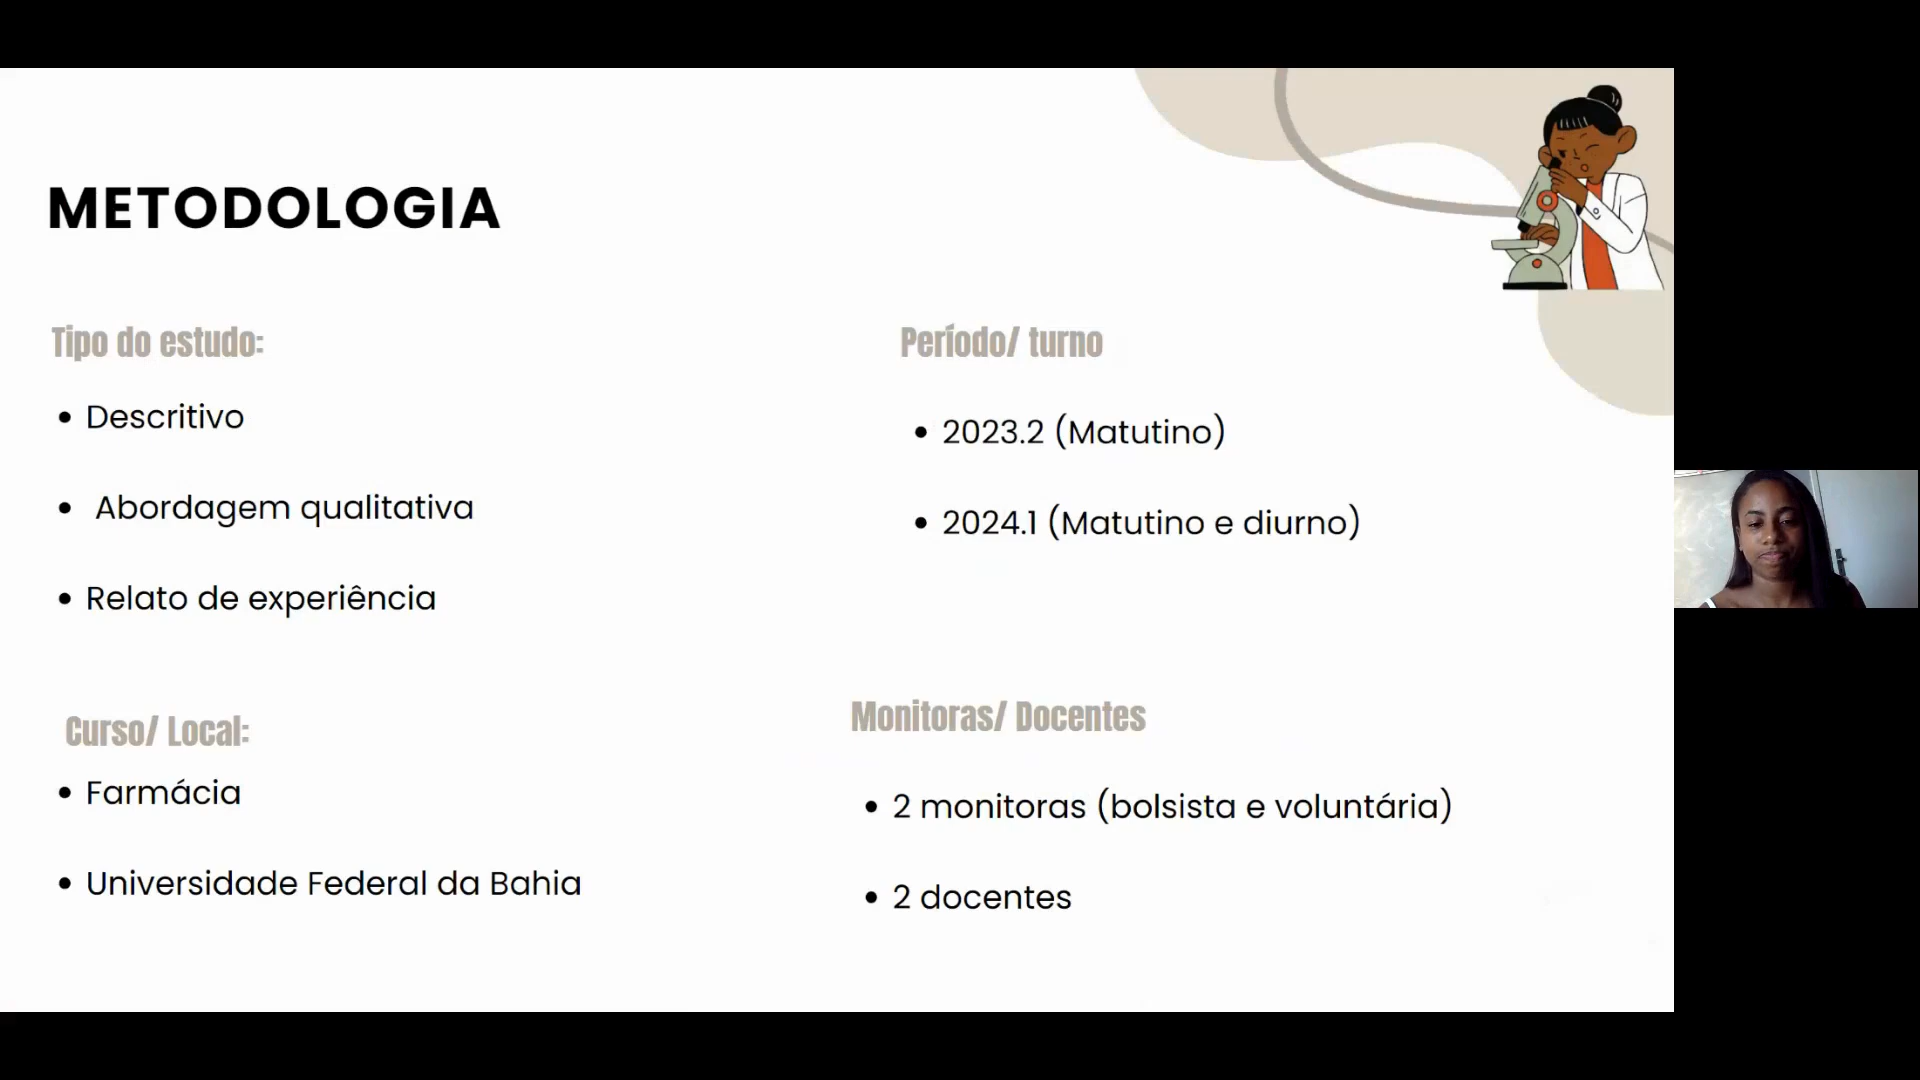 METODOLOGIA
Tipo do estudo:
• Descritivo
• Abordagem qualitativa
• Relato de experiência
Curso/ Local:
• Farmácia
• Universidade Federal da Bahia
Período/ turno
• 2023.2 (Matutino)
• 2024.1 (Matutino e diurno)
Monitoras/ Docentes
• 2 monitoras (bolsista e voluntária)
• 2 docentes